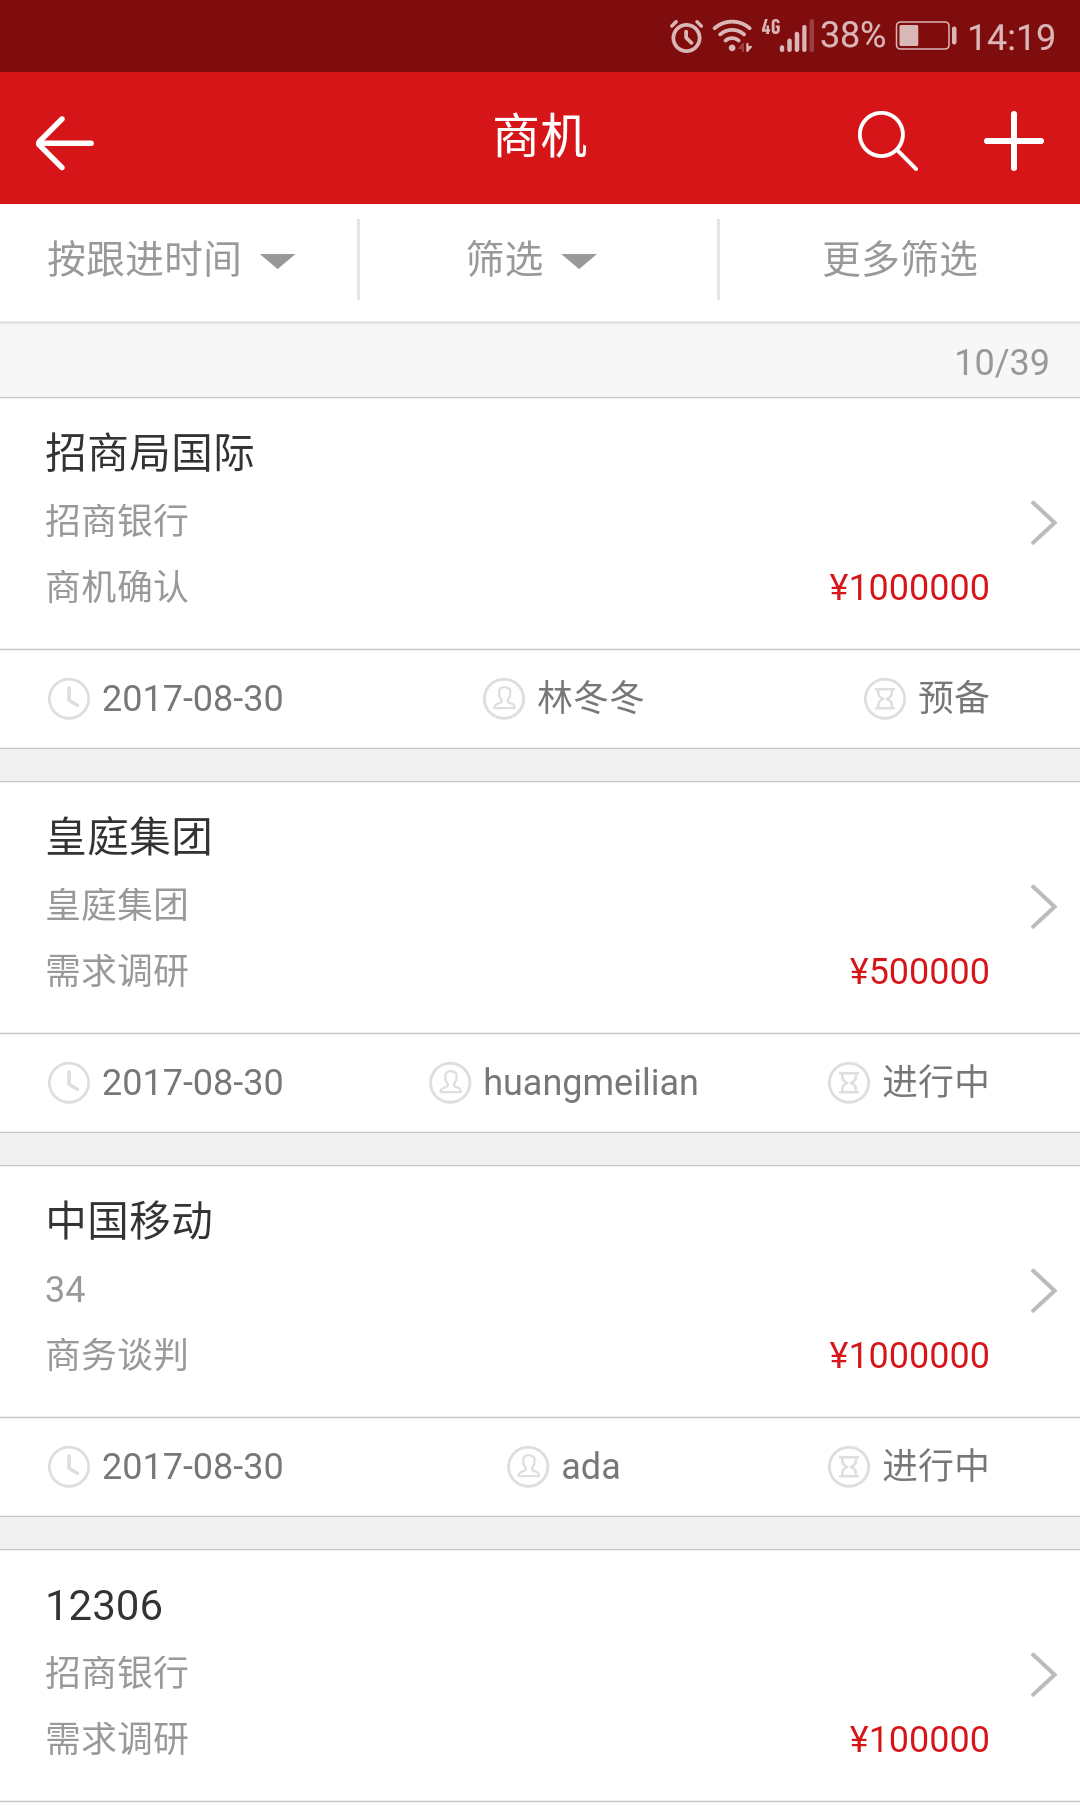 4G 38% 14:19
商机
按跟进时间 筛选 更多筛选
10/39
招商局国际
招商银行
商机确认 ¥1000000
2017-08-30 林冬冬 预备
皇庭集团
皇庭集团
需求调研 ¥500000
2017-08-30 huangmeilian 进行中
中国移动
34
商务谈判 ¥1000000
2017-08-30 ada 进行中
12306
招商银行
需求调研 ¥100000